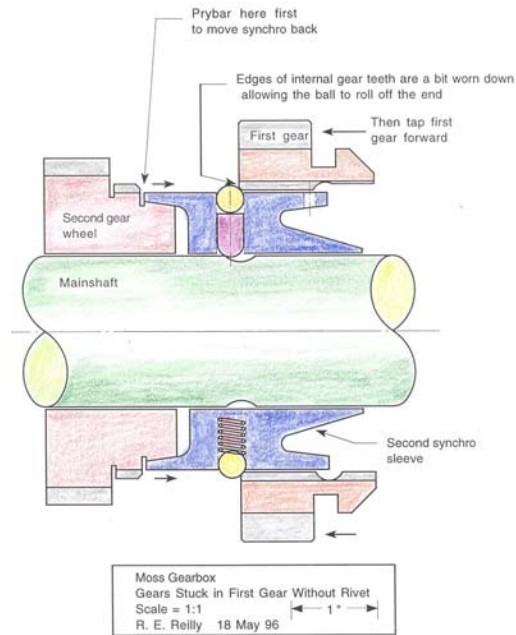 Prybar here first
to move synchro back
Edges of internal gear teeth are a bit worn down
allowing the ball to roll off the end
Then tap first
gear forward
First gear
Second gear
wheel
Mainshaft
Second synchro
sleeve
Moss Gearbox
Gears Stuck in First Gear Without Rivet
Scale = 1:1
1"
R. E. Reilly 18 May 96